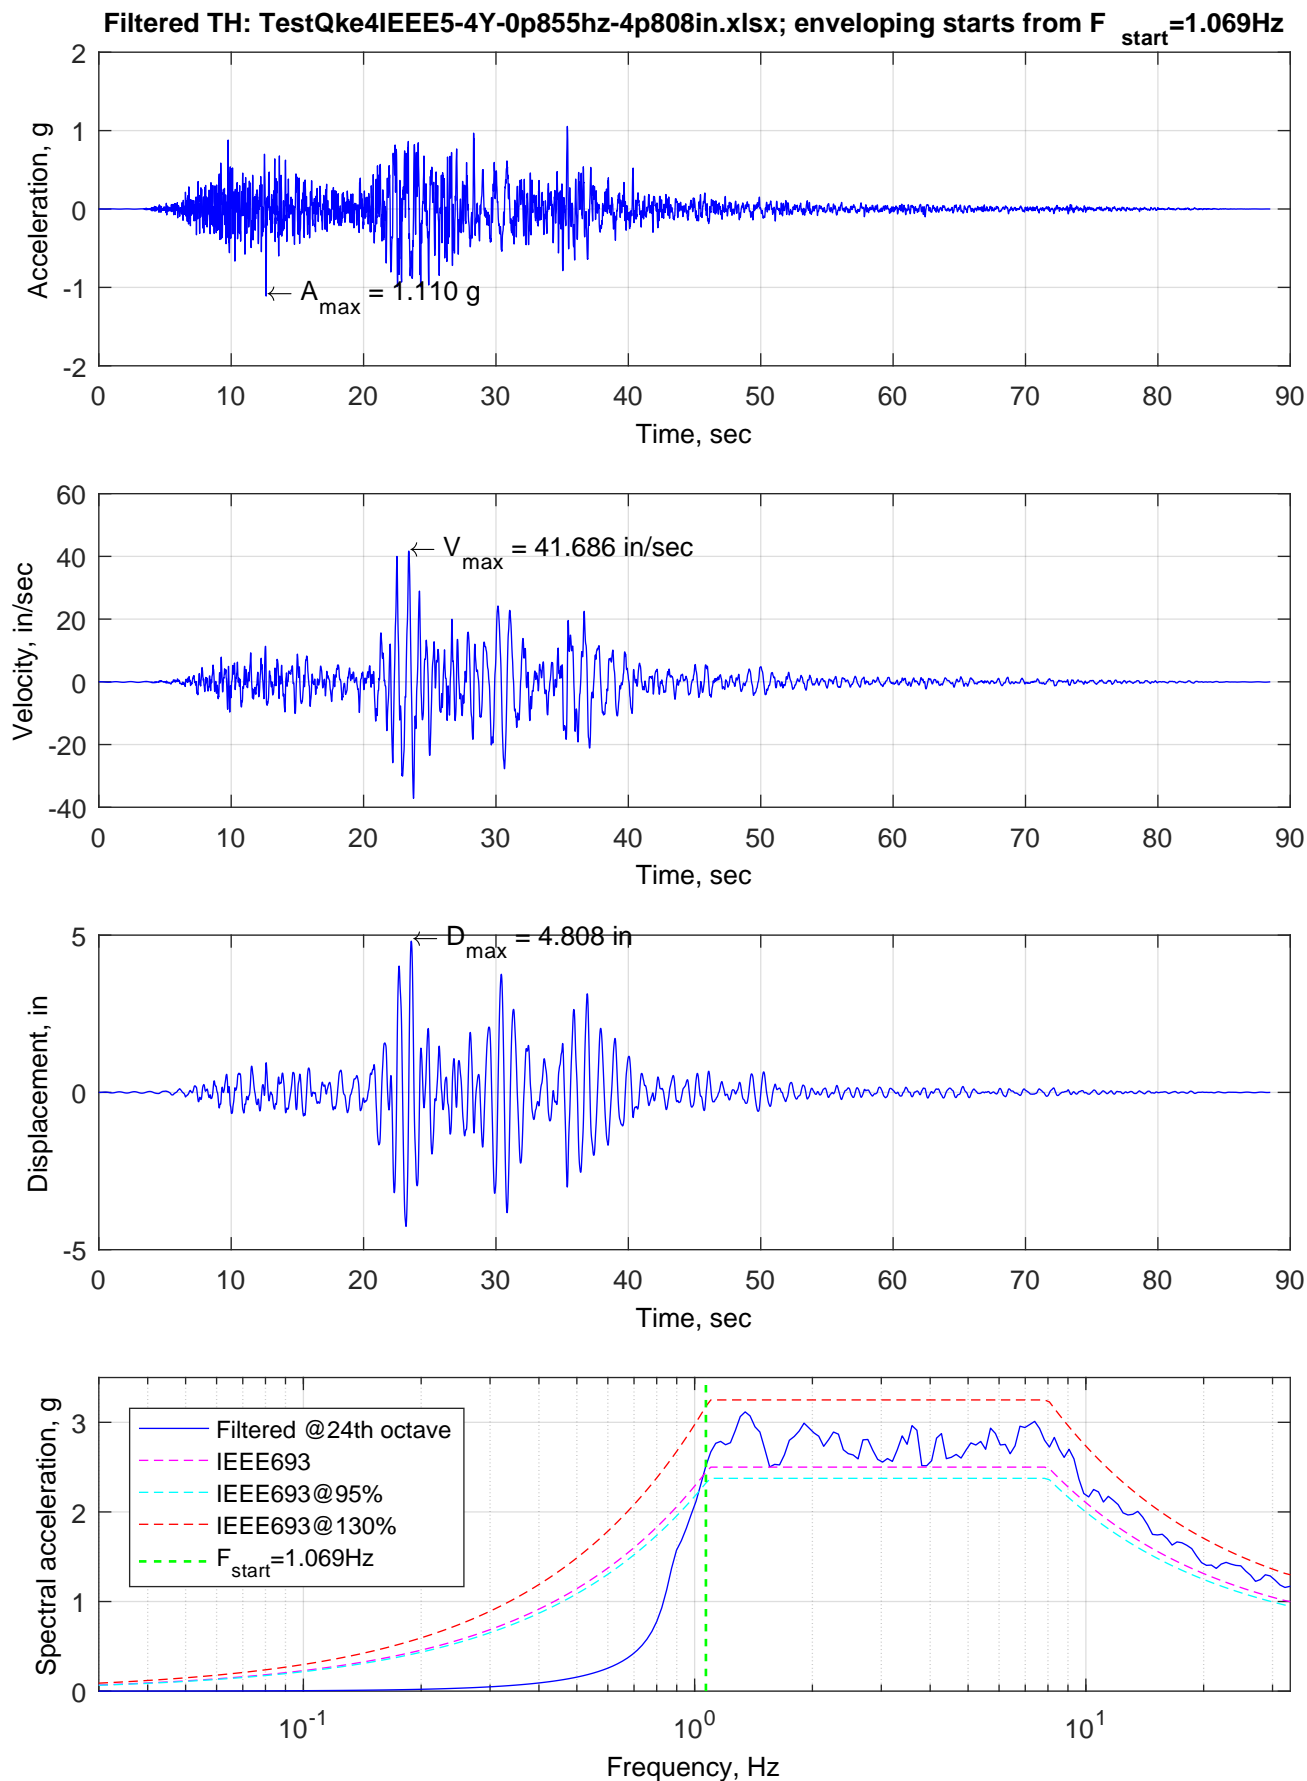 Filtered TH: TestQke4IEEE5-4Y-0p855hz-4p808in.xlsx; enveloping starts from F start=1.069Hz
2
1
0
-1
-2
Acceleration, g
← Amax = 1.110 g
0 10 20 30 40 50 60 70 80 90
Time, sec
60
40
20
0
-20
-40
Velocity, in/sec
← Vmax = 41.686 in/sec
0 10 20 30 40 50 60 70 80 90
Time, sec
5
0
-5
Displacement, in
← Dmax = 4.808 in
0 10 20 30 40 50 60 70 80 90
Time, sec
3
2
1
0
Spectral acceleration, g
Filtered @24th octave
IEEE693
IEEE693@95%
IEEE693@130%
Fstart=1.069Hz
10-1 100 101
Frequency, Hz